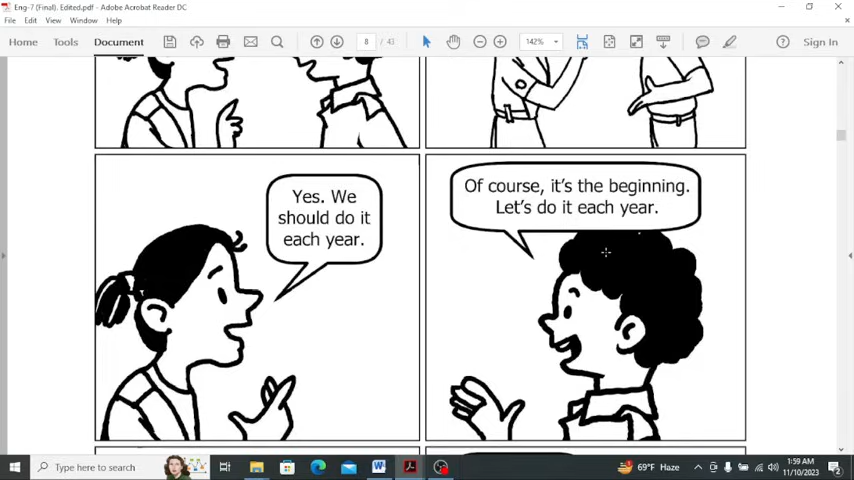 Eng-7 (Final). Edited.pdf - Adobe Acrobat Reader DC
File Edit View Window Help
Home Tools Document 8 / 43 142% Sign In
Yes. We
should do it
each year.
Of course, it's the beginning.
Let's do it each year.
Type here to search
69°F Haze
1:59 AM
11/10/2023
2